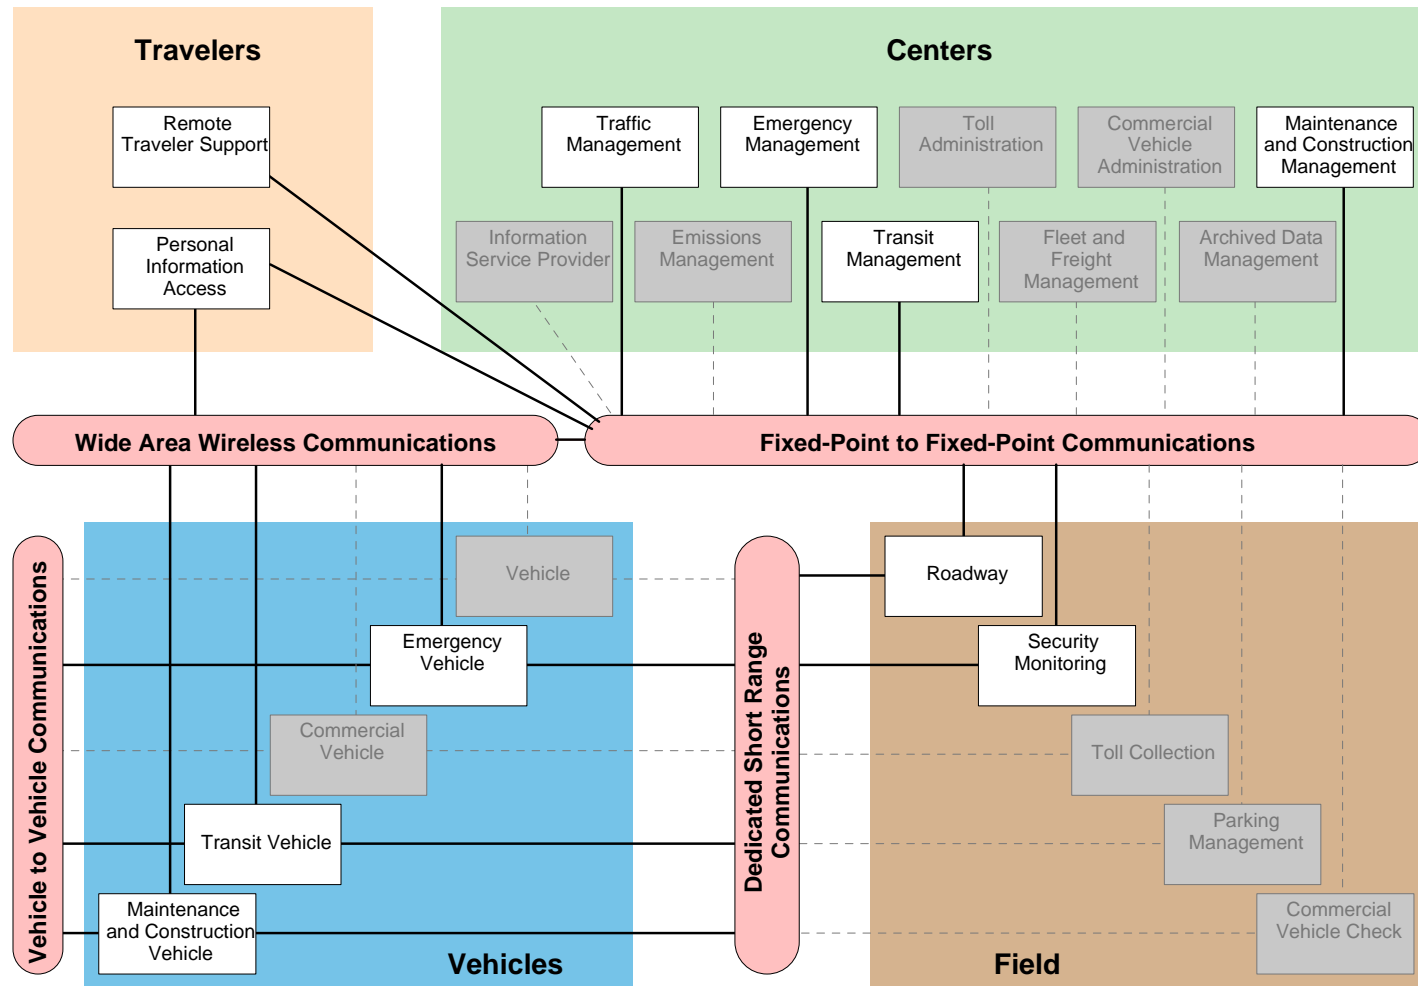 Travelers
Centers
Remote
Traveler Support
Traffic
Management
Emergency
Management
Toll
Administration
Commercial
Vehicle
Administration
Maintenance
and Construction
Management
Personal
Information
Access
Information
Service Provider
Emissions
Management
Transit
Management
Fleet and
Freight
Management
Archived Data
Management
Wide Area Wireless Communications
Fixed-Point to Fixed-Point Communications
Vehicle to Vehicle Communications
Vehicle
Emergency
Vehicle
Commercial
Vehicle
Transit Vehicle
Maintenance
and Construction
Vehicle
Vehicles
Dedicated Short Range
Communications
Roadway
Security
Monitoring
Toll Collection
Parking
Management
Commercial
Vehicle Check
Field